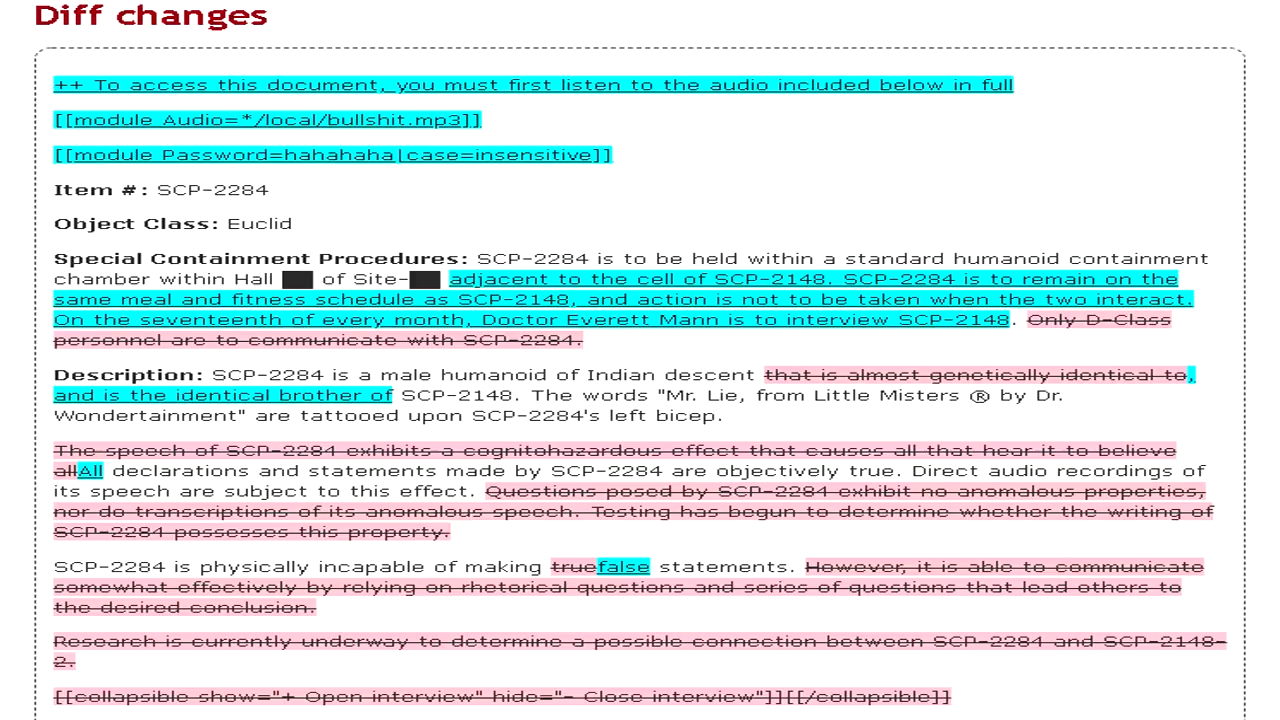 Diff changes
++ To access this document, you must first listen to the audio included below in full
[[module Audio=*/local/bullshit.mp3]]
[[module Password=hahahaha|case=insensitive]]
Item #: SCP-2284
Object Class: Euclid
Special Containment Procedures: SCP-2284 is to be held within a standard humanoid containment
chamber within Hall ██ of Site-██ adjacent to the cell of SCP-2148. SCP-2284 is to remain on the
same meal and fitness schedule as SCP-2148, and action is not to be taken when the two interact.
On the seventeenth of every month, Doctor Everett Mann is to interview SCP-2148. Only D-Class
personnel are to communicate with SCP-2284.
Description: SCP-2284 is a male humanoid of Indian descent that is almost genetically identical to,
and is the identical brother of SCP-2148. The words "Mr. Lie, from Little Misters ® by Dr.
Wondertainment" are tattooed upon SCP-2284's left bicep.
The speech of SCP-2284 exhibits a cognitohazardous effect that causes all that hear it to believe
allAll declarations and statements made by SCP-2284 are objectively true. Direct audio recordings of
its speech are subject to this effect. Questions posed by SCP-2284 exhibit no anomalous properties,
nor do transcriptions of its anomalous speech. Testing has begun to determine whether the writing of
SCP-2284 possesses this property.
SCP-2284 is physically incapable of making truefalse statements. However, it is able to communicate
somewhat effectively by relying on rhetorical questions and series of questions that lead others to
the desired conclusion.
Research is currently underway to determine a possible connection between SCP-2284 and SCP-2148-
2.
[[collapsible show="+ Open interview" hide="- Close interview"]][[/collapsible]]